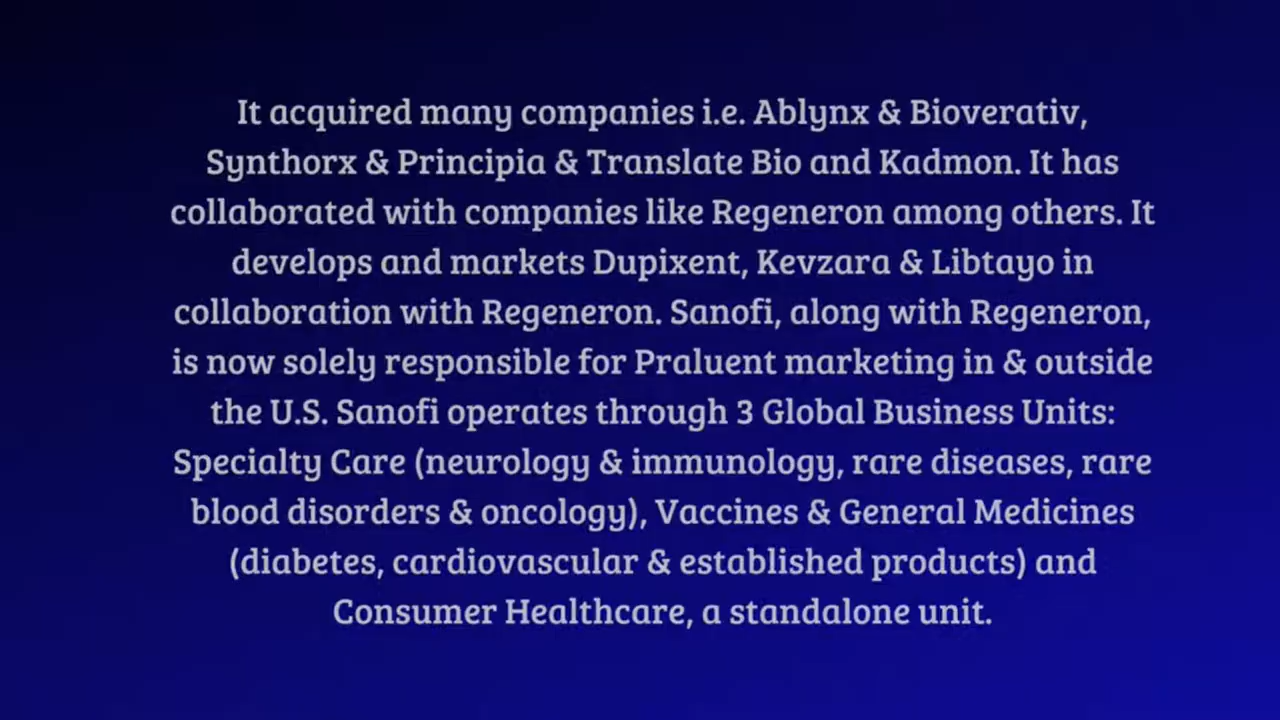 It acquired many companies i.e. Ablynx & Bioverativ,
Synthorx & Principia & Translate Bio and Kadmon. It has
collaborated with companies like Regeneron among others. It
develops and markets Dupixent, Kevzara & Libtayo in
collaboration with Regeneron. Sanofi, along with Regeneron,
is now solely responsible for Praluent marketing in & outside
the U.S. Sanofi operates through 3 Global Business Units:
Specialty Care (neurology & immunology, rare diseases, rare
blood disorders & oncology), Vaccines & General Medicines
(diabetes, cardiovascular & established products) and
Consumer Healthcare, a standalone unit.